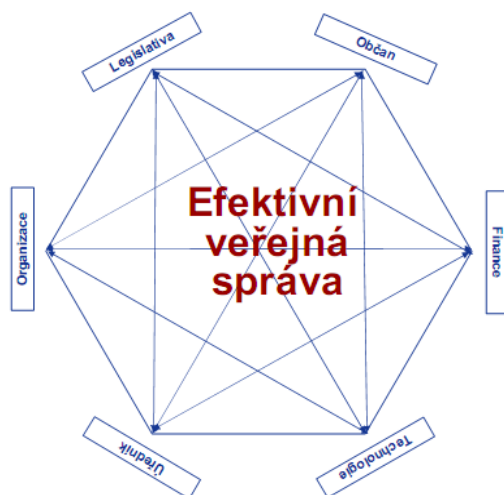 Legislativa
Občan
Organizace
Efektivní
veřejná
správa
Finance
Úředník
Technologie